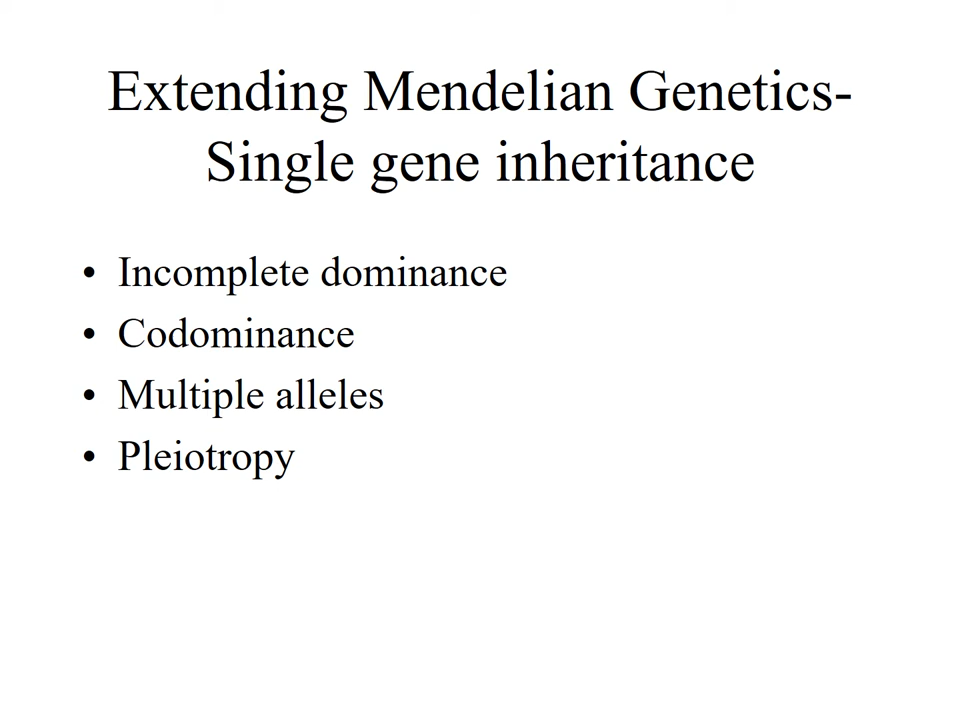 Extending Mendelian Genetics-
Single gene inheritance
• Incomplete dominance
• Codominance
• Multiple alleles
• Pleiotropy